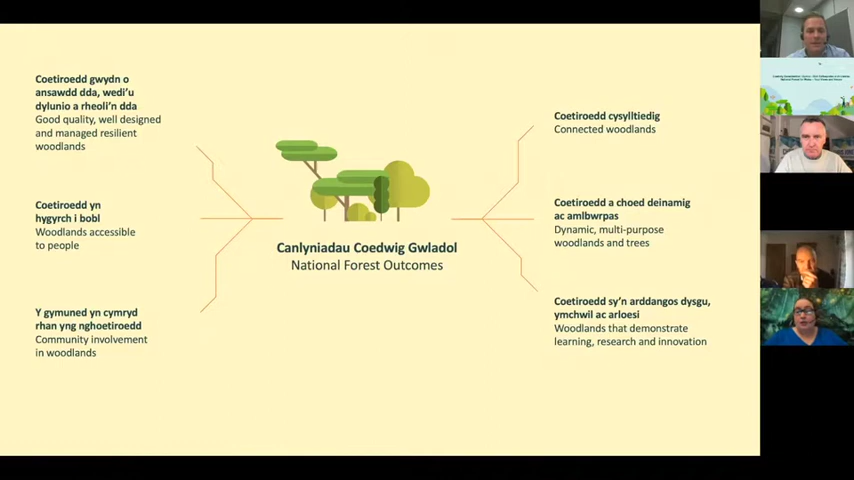 Coetiroedd gwydn o
ansawdd dda, wedi'u
dylunio a rheoli'n dda
Good quality, well designed
and managed resilient
woodlands
Coetiroedd yn
hygyrch i bobl
Woodlands accessible
to people
Y gymuned yn cymryd
rhan yng nghoetiroedd
Community involvement
in woodlands
Canlyniadau Coedwig Gwladol
National Forest Outcomes
Coetiroedd cysylltiedig
Connected woodlands
Coetiroedd a choed deinamig
ac amlbwrpas
Dynamic, multi-purpose
woodlands and trees
Coetiroedd sy'n arddangos dysgu,
ymchwil ac arloesi
Woodlands that demonstrate
learning, research and innovation